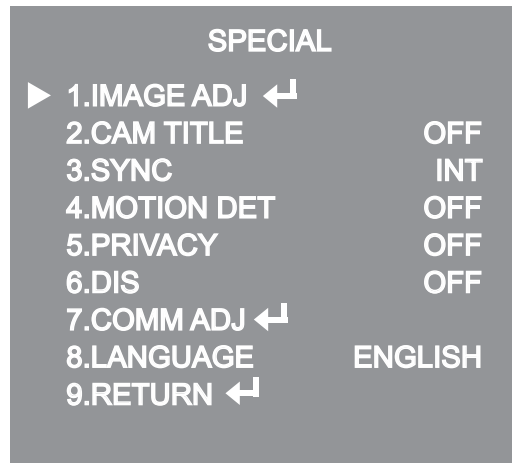 SPECIAL
▶ 1.IMAGE ADJ ↵
2.CAM TITLE OFF
3.SYNC INT
4.MOTION DET OFF
5.PRIVACY OFF
6.DIS OFF
7.COMM ADJ ↵
8.LANGUAGE ENGLISH
9.RETURN ↵